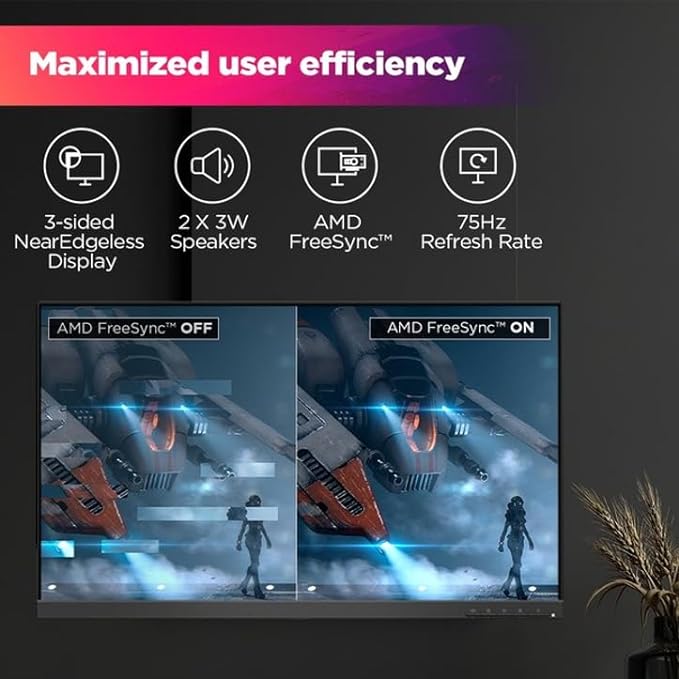 Maximized user efficiency
3-sided
NearEdgeless
Display
2 X 3W
Speakers
AMD
FreeSync™
75Hz
Refresh Rate
AMD FreeSync™ OFF
AMD FreeSync™ ON